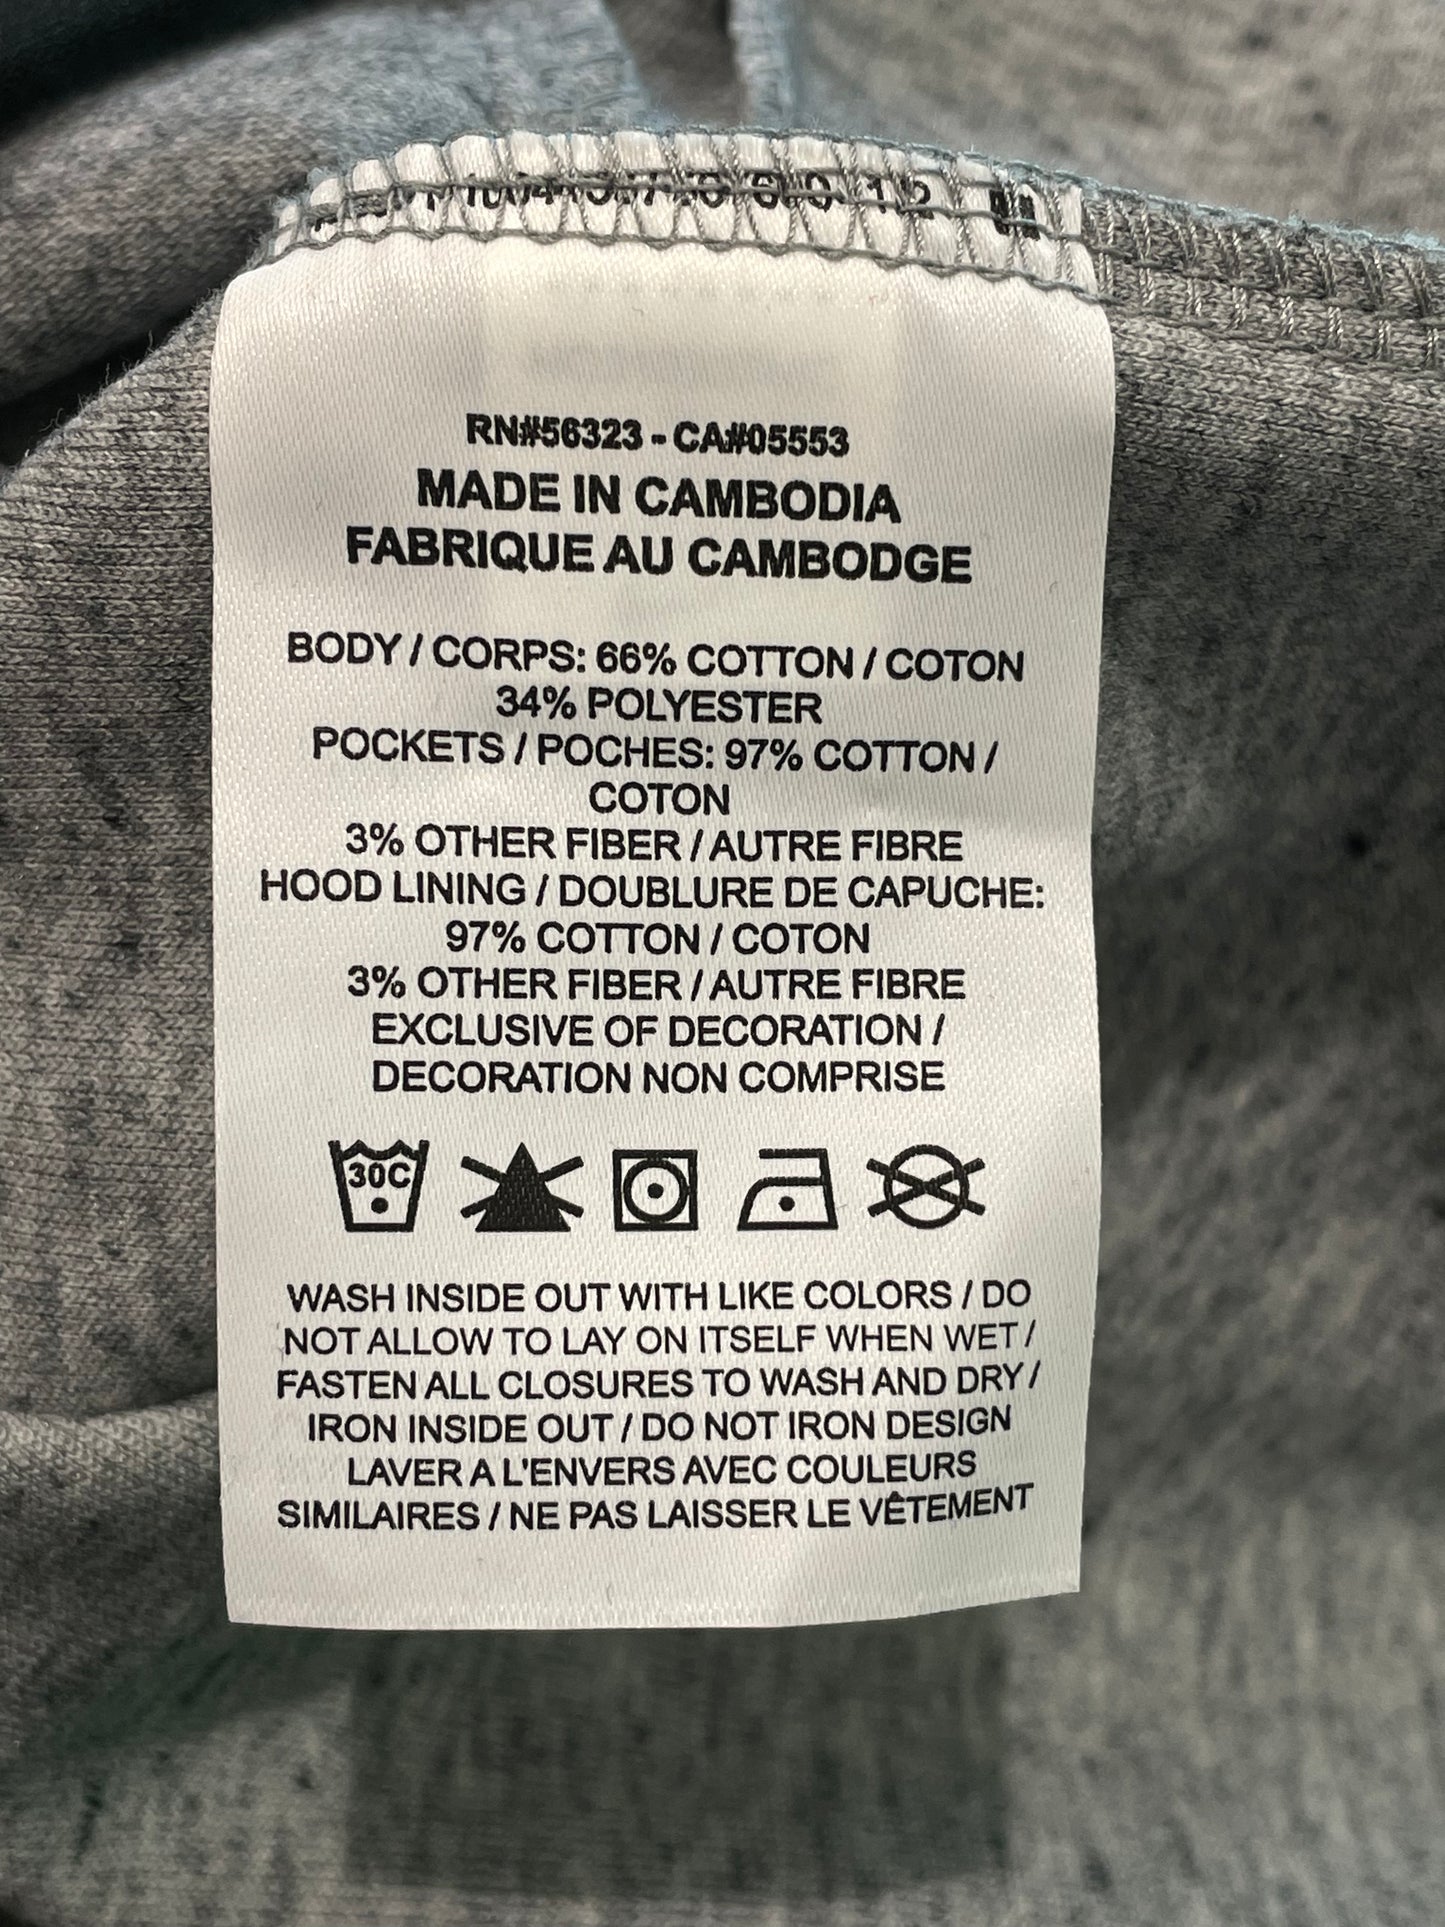 RN#56323 - CA#05553
MADE IN CAMBODIA
FABRIQUE AU CAMBODGE
BODY / CORPS: 66% COTTON / COTON
34% POLYESTER
POCKETS / POCHES: 97% COTTON /
COTON
3% OTHER FIBER / AUTRE FIBRE
HOOD LINING / DOUBLURE DE CAPUCHE:
97% COTTON / COTON
3% OTHER FIBER / AUTRE FIBRE
EXCLUSIVE OF DECORATION /
DECORATION NON COMPRISE
30C
WASH INSIDE OUT WITH LIKE COLORS / DO
NOT ALLOW TO LAY ON ITSELF WHEN WET /
FASTEN ALL CLOSURES TO WASH AND DRY /
IRON INSIDE OUT / DO NOT IRON DESIGN
LAVER A L'ENVERS AVEC COULEURS
SIMILAIRES / NE PAS LAISSER LE VÊTEMENT